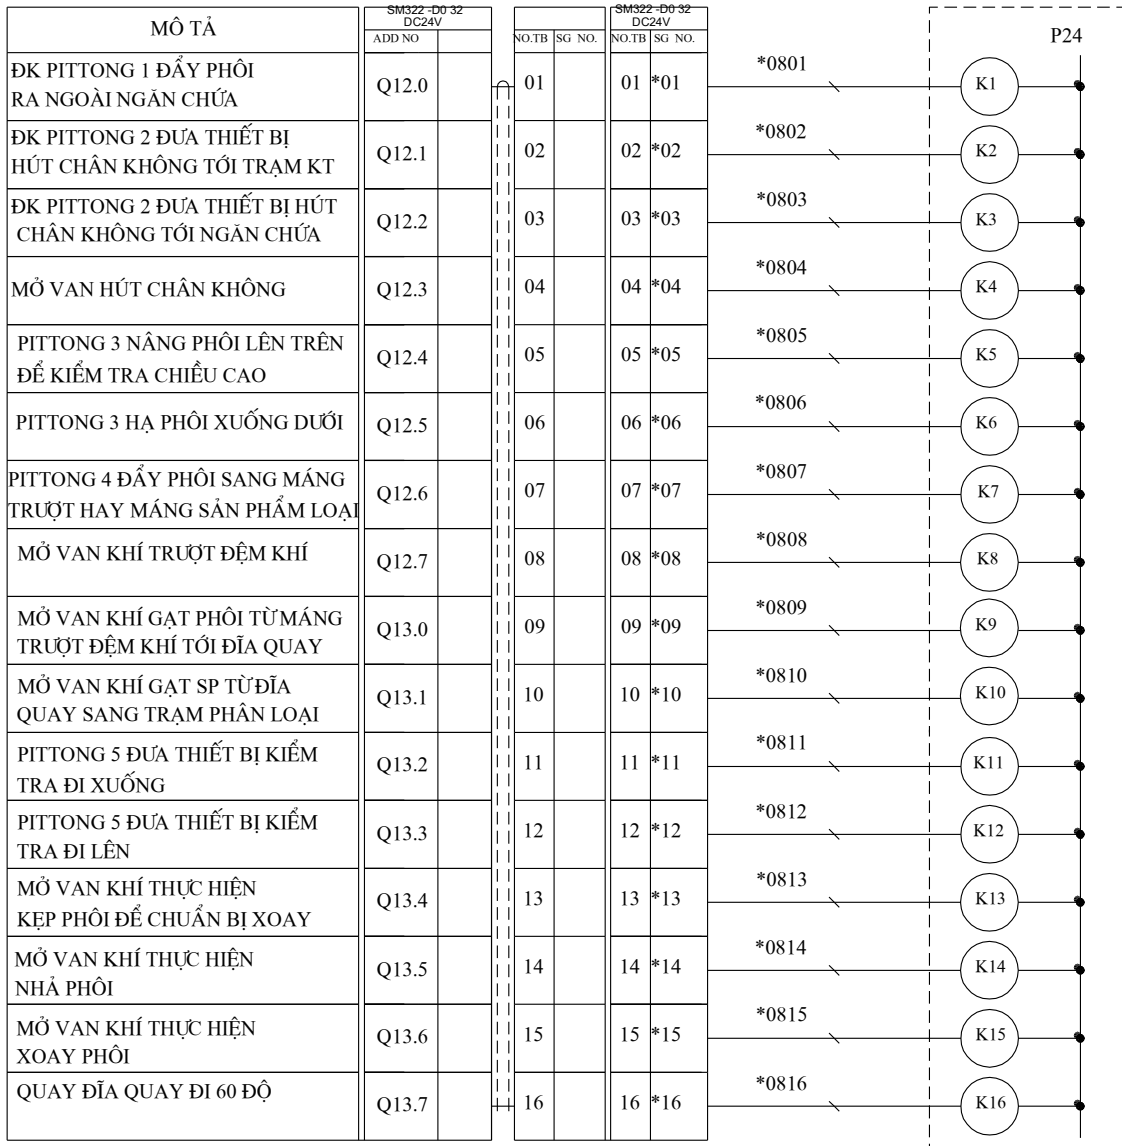 MÔ TẢ
SM322 -D0 32
DC24V
ADD NO
NO.TB SG NO.
SM322 -D0 32
DC24V
NO.TB SG NO.
P24
ĐK PITTONG 1 ĐẨY PHÔI
RA NGOÀI NGĂN CHỨA
Q12.0 01 01 *01 *0801 K1
ĐK PITTONG 2 ĐƯA THIẾT BỊ
HÚT CHÂN KHÔNG TỚI TRẠM KT
Q12.1 02 02 *02 *0802 K2
ĐK PITTONG 2 ĐƯA THIẾT BỊ HÚT
CHÂN KHÔNG TỚI NGĂN CHỨA
Q12.2 03 03 *03 *0803 K3
MỞ VAN HÚT CHÂN KHÔNG
Q12.3 04 04 *04 *0804 K4
PITTONG 3 NÂNG PHÔI LÊN TRÊN
ĐỂ KIỂM TRA CHIỀU CAO
Q12.4 05 05 *05 *0805 K5
PITTONG 3 HẠ PHÔI XUỐNG DƯỚI
Q12.5 06 06 *06 *0806 K6
PITTONG 4 ĐẨY PHÔI SANG MÁNG
TRƯỢT HAY MÁNG SẢN PHẨM LOẠI
Q12.6 07 07 *07 *0807 K7
MỞ VAN KHÍ TRƯỢT ĐỆM KHÍ
Q12.7 08 08 *08 *0808 K8
MỞ VAN KHÍ GẠT PHÔI TỪ MÁNG
TRƯỢT ĐỆM KHÍ TỚI ĐĨA QUAY
Q13.0 09 09 *09 *0809 K9
MỞ VAN KHÍ GẠT SP TỪ ĐĨA
QUAY SANG TRẠM PHÂN LOẠI
Q13.1 10 10 *10 *0810 K10
PITTONG 5 ĐƯA THIẾT BỊ KIỂM
TRA ĐI XUỐNG
Q13.2 11 11 *11 *0811 K11
PITTONG 5 ĐƯA THIẾT BỊ KIỂM
TRA ĐI LÊN
Q13.3 12 12 *12 *0812 K12
MỞ VAN KHÍ THỰC HIỆN
KẸP PHÔI ĐỂ CHUẨN BỊ XOAY
Q13.4 13 13 *13 *0813 K13
MỞ VAN KHÍ THỰC HIỆN
NHẢ PHÔI
Q13.5 14 14 *14 *0814 K14
MỞ VAN KHÍ THỰC HIỆN
XOAY PHÔI
Q13.6 15 15 *15 *0815 K15
QUAY ĐĨA QUAY ĐI 60 ĐỘ
Q13.7 16 16 *16 *0816 K16